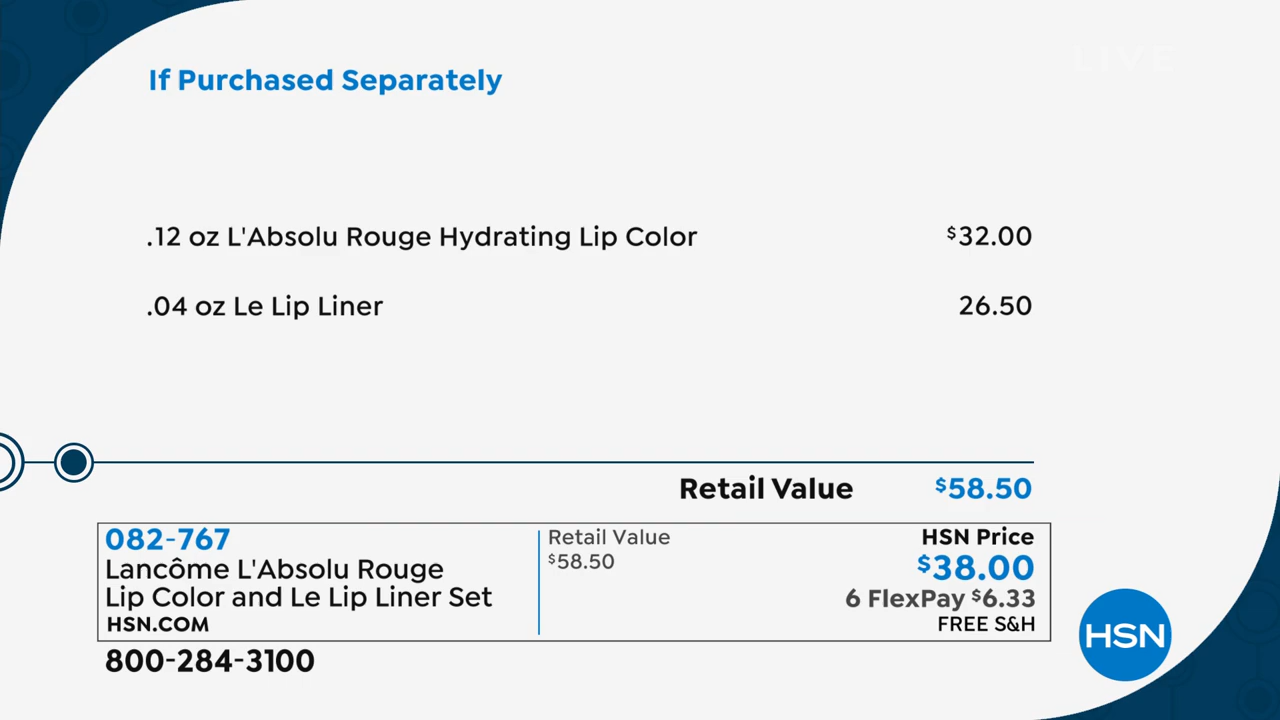 LIVE
If Purchased Separately
.12 oz L'Absolu Rouge Hydrating Lip Color $32.00
.04 oz Le Lip Liner 26.50
Retail Value $58.50
082-767
Lancôme L'Absolu Rouge
Lip Color and Le Lip Liner Set
HSN.COM
Retail Value
$58.50
HSN Price
$38.00
6 FlexPay $6.33
FREE S&H
800-284-3100
HSN